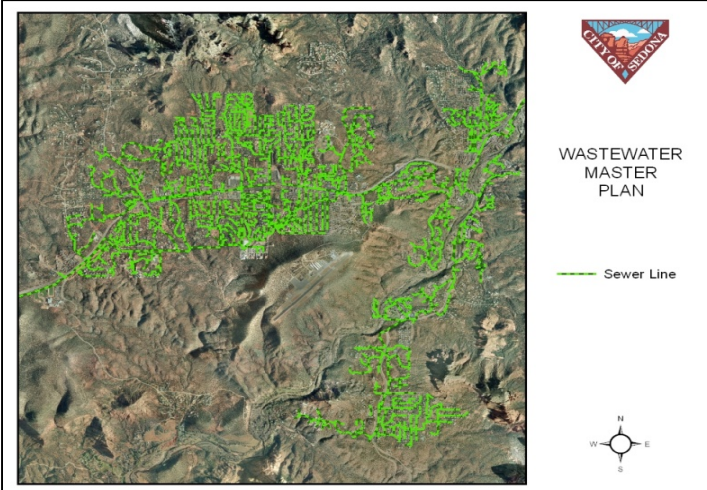 CITY OF SEDONA
WASTEWATER
MASTER
PLAN
Sewer Line
N
W E
S